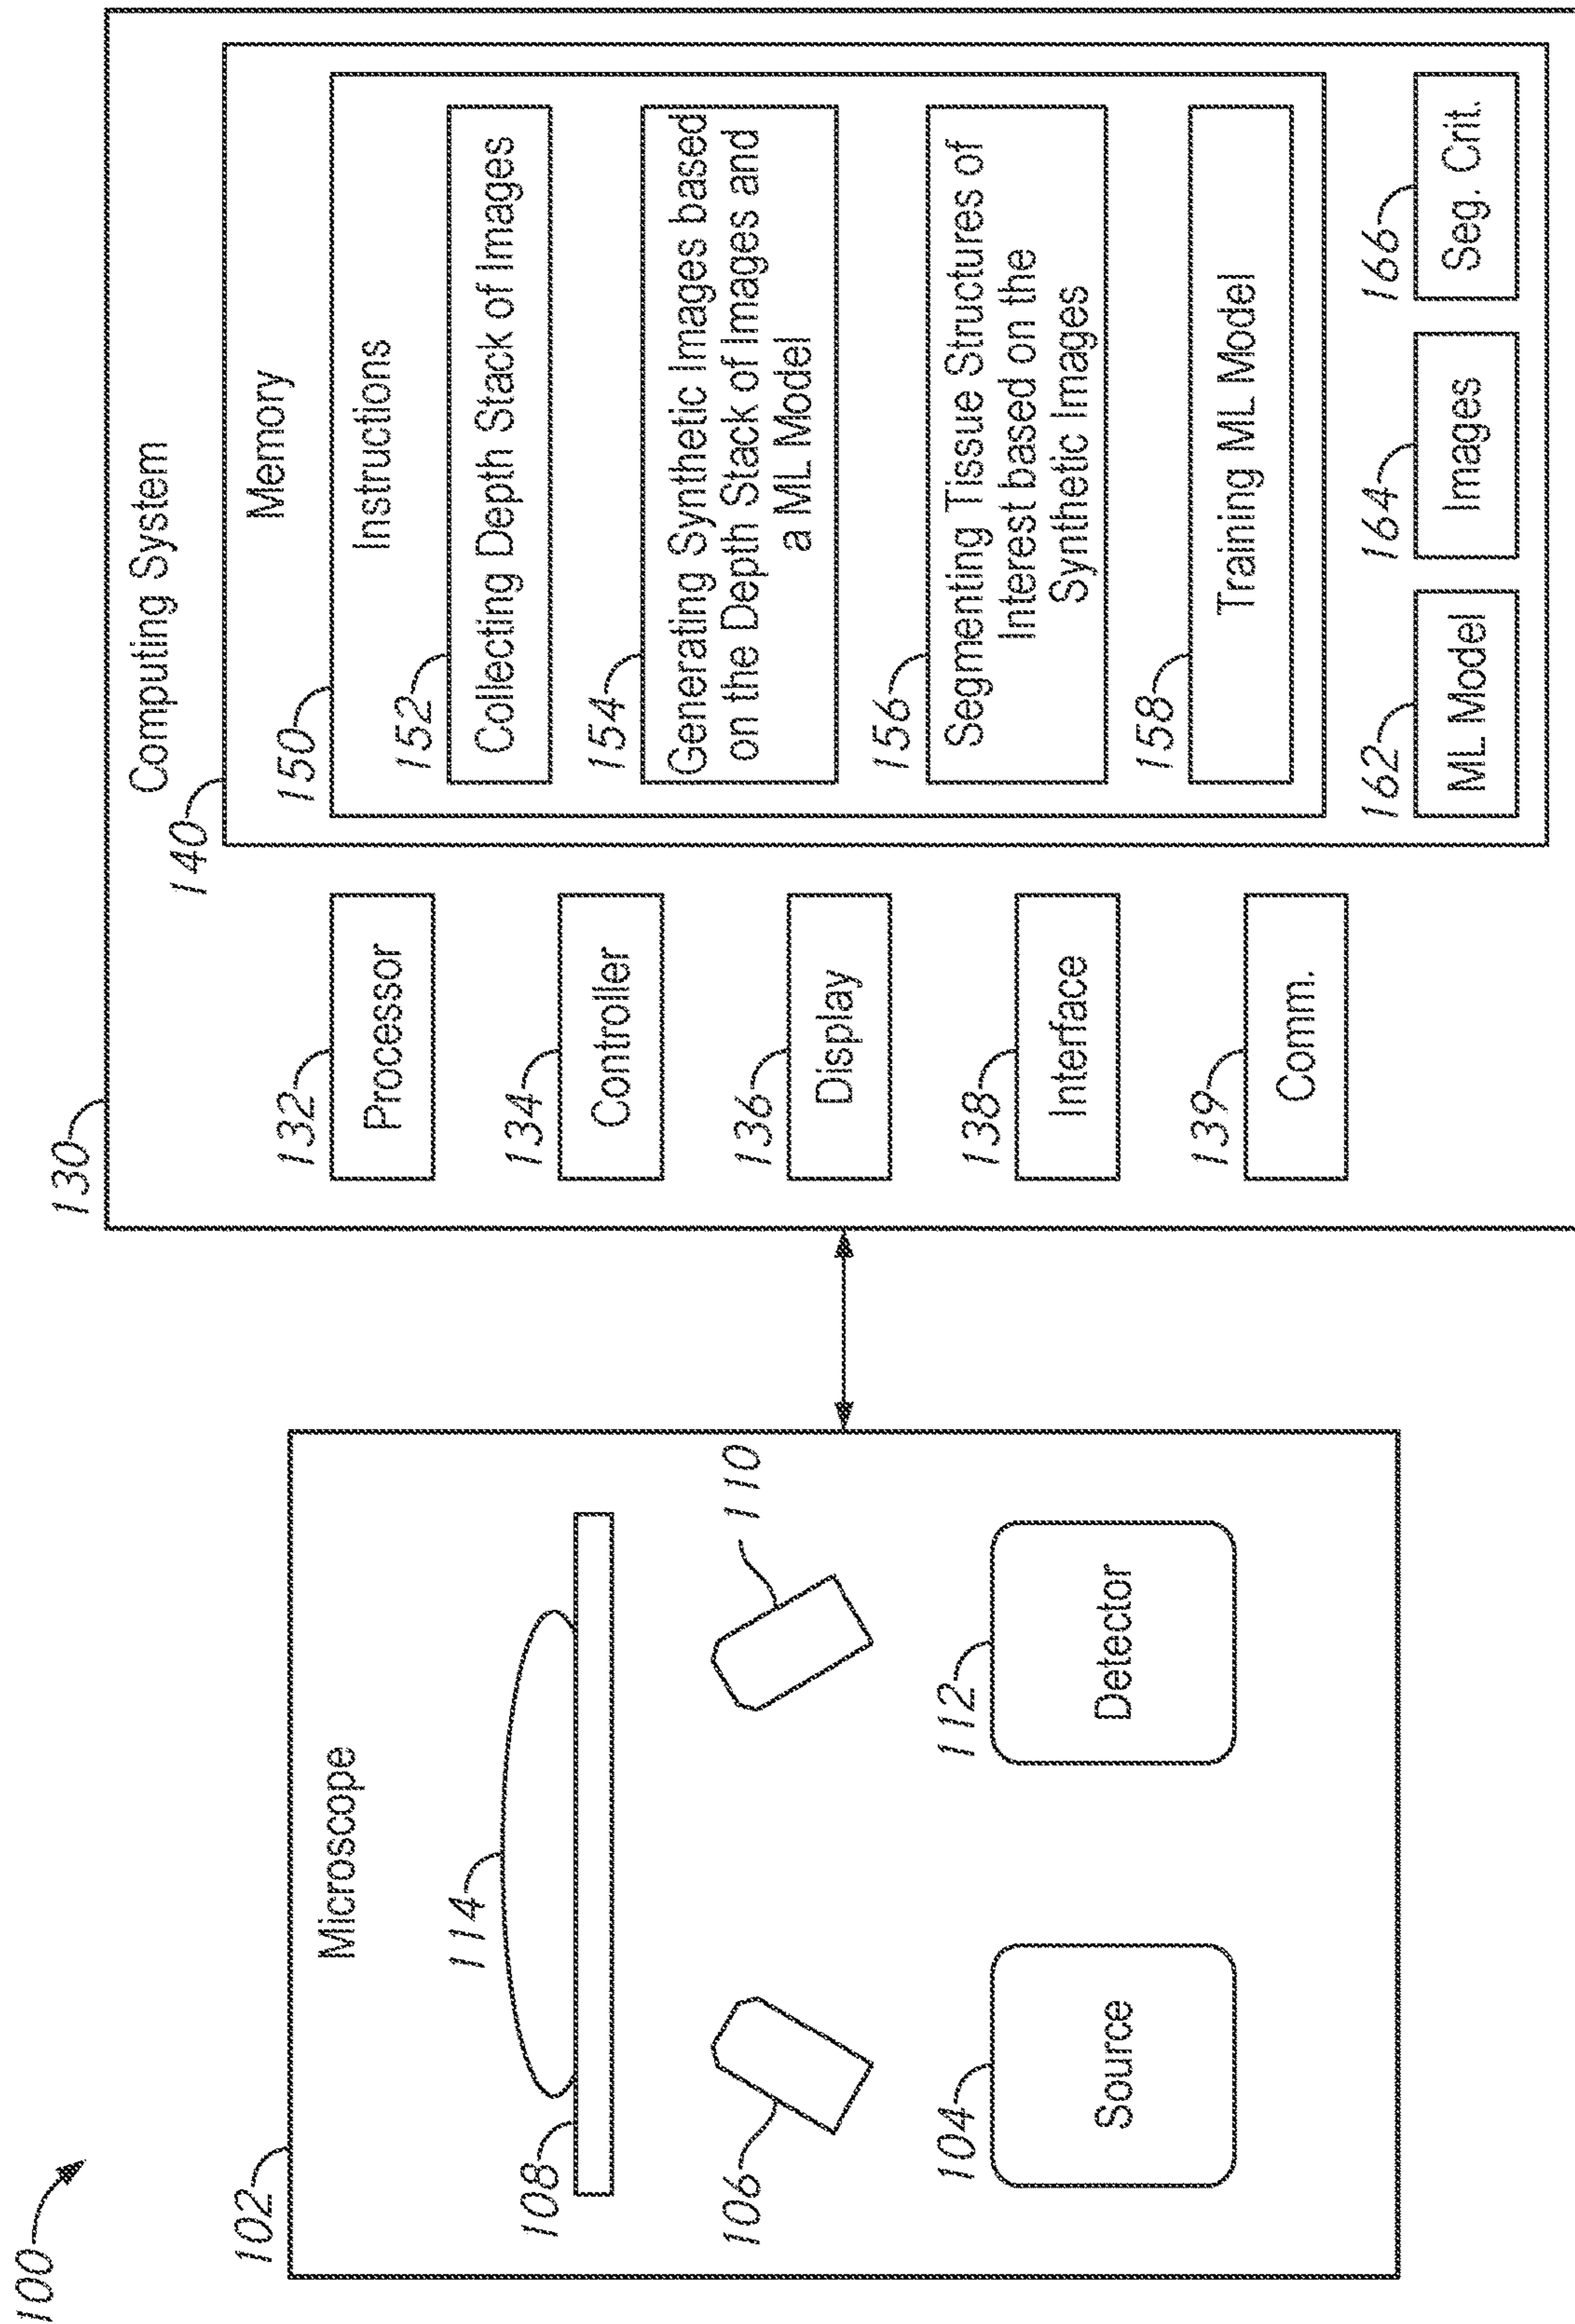 100
102
Microscope
114
108
106
110
104
Source
112
Detector
130
Computing System
132
Processor
134
Controller
136
Display
138
Interface
139
Comm.
140
Memory
150
Instructions
152
Collecting Depth Stack of Images
154
Generating Synthetic Images based
on the Depth Stack of Images and
a ML Model
156
Segmenting Tissue Structures of
Interest based on the
Synthetic Images
158
Training ML Model
162
ML Model
164
Images
166
Seg. Crit.